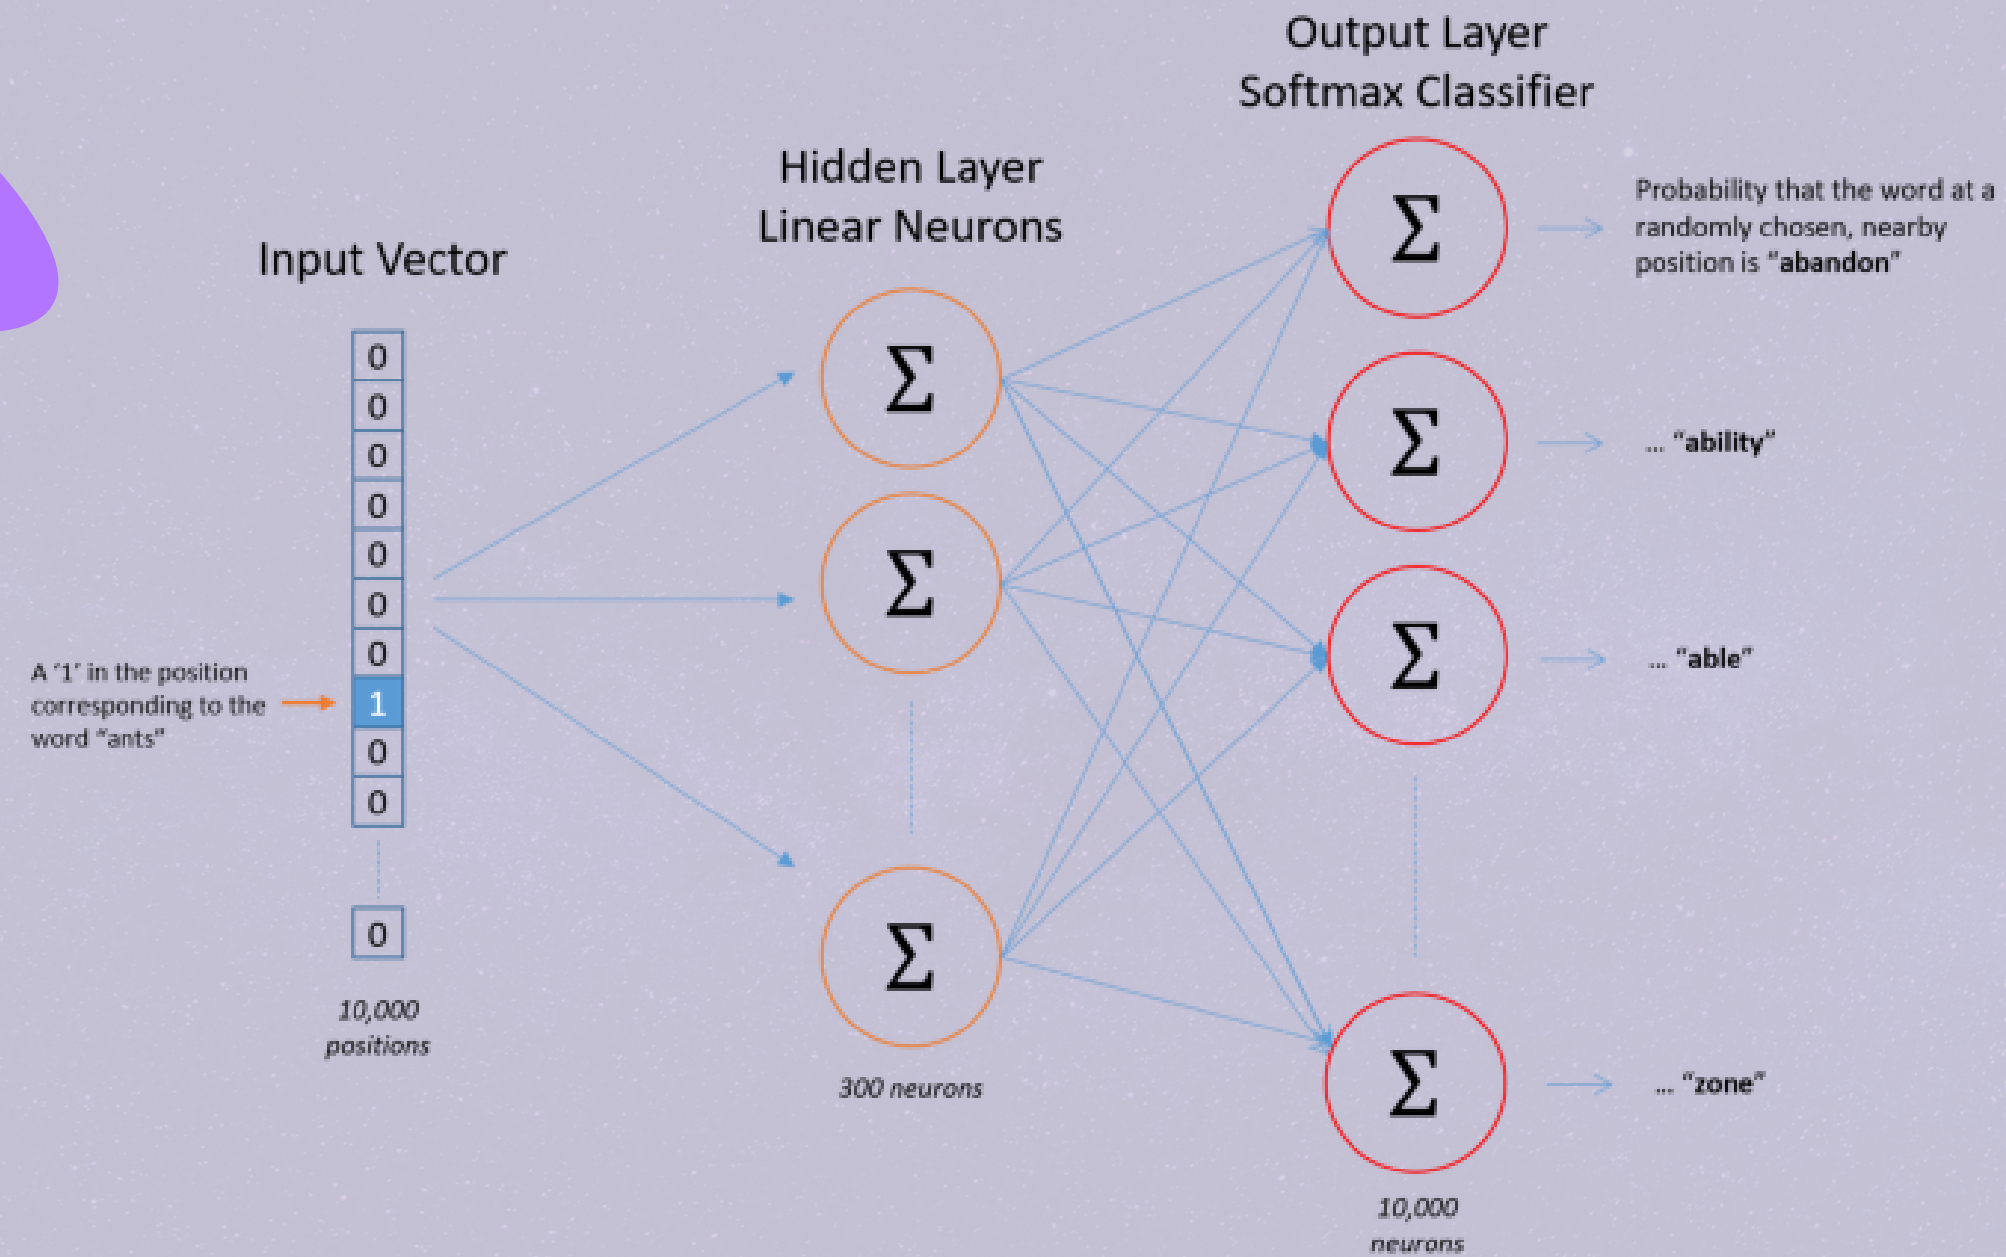 Output Layer
Softmax Classifier
Hidden Layer
Linear Neurons
Input Vector
0
0
0
0
0
0
0
1
0
0
0
A ‘1’ in the position
corresponding to the
word “ants”
10,000
positions
Σ
Σ
Σ
300 neurons
Σ
Σ
Σ
Σ
10,000
neurons
Probability that the word at a
randomly chosen, nearby
position is “abandon”
... “ability”
... “able”
... “zone”